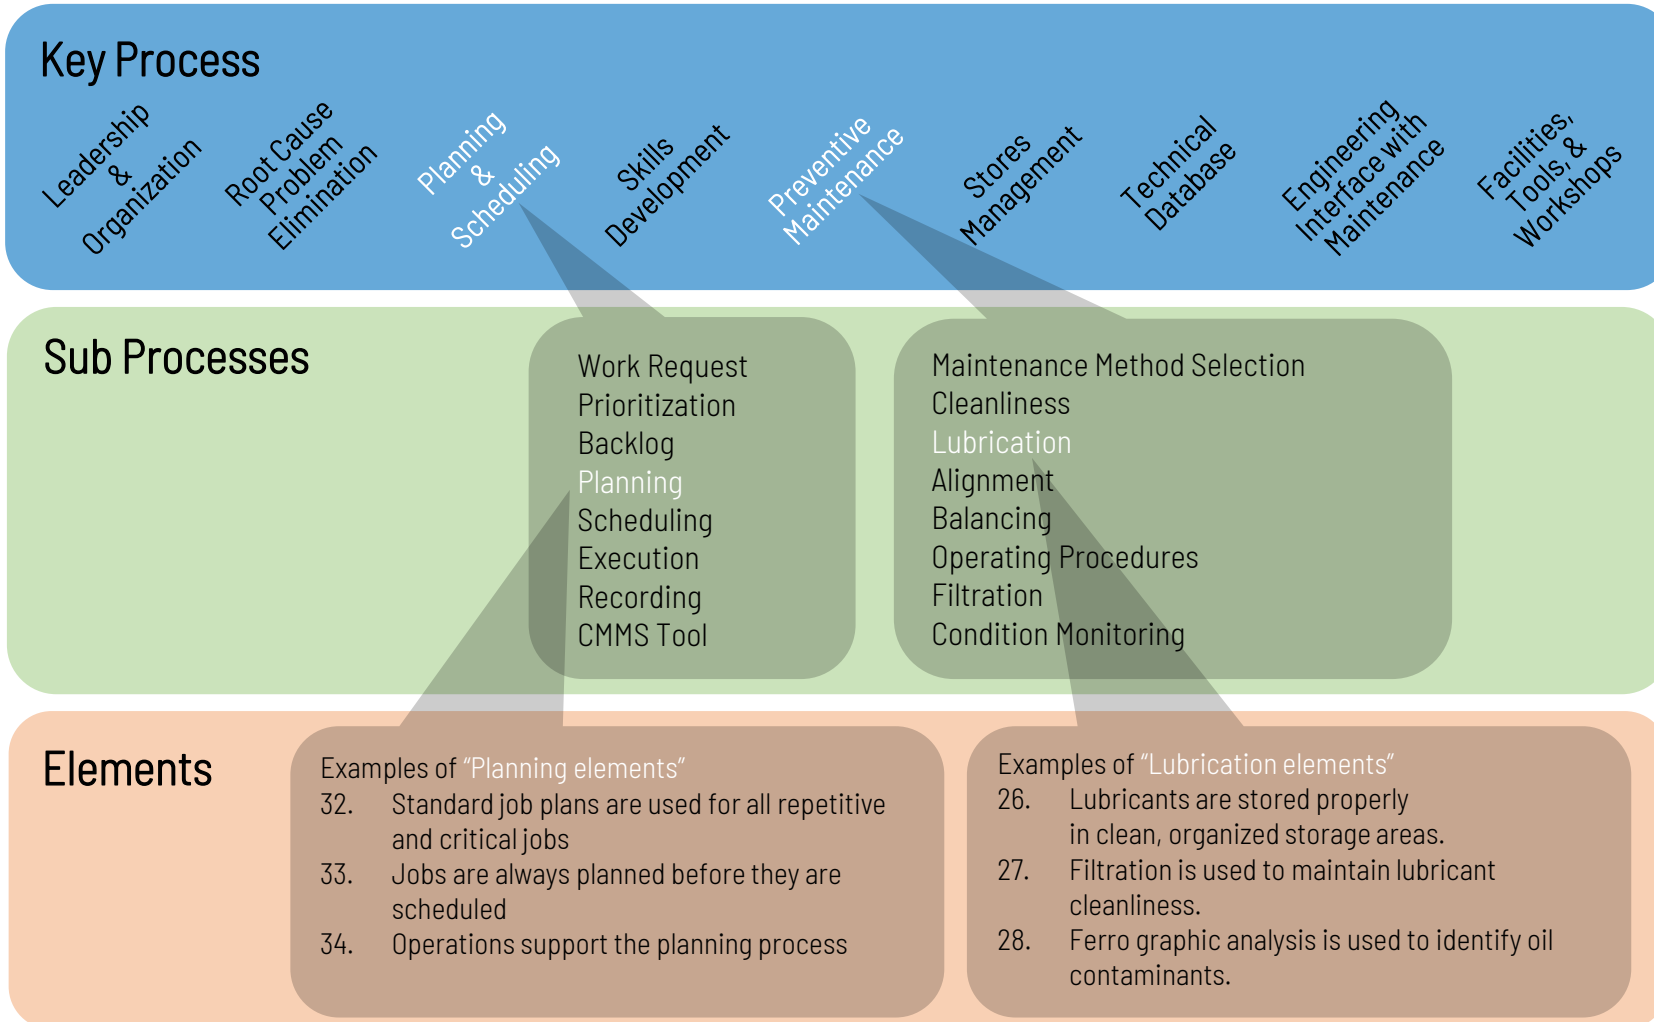 Key Process
Leadership
&
Organization
Root Cause
Problem
Elimination
Planning
&
Scheduling
Skills
Development
Preventive
Maintenance
Stores
Management
Technical
Database
Engineering
Interface with
Maintenance
Facilities,
Tools, &
Workshops
Sub Processes
Work Request
Prioritization
Backlog
Planning
Scheduling
Execution
Recording
CMMS Tool
Maintenance Method Selection
Cleanliness
Lubrication
Alignment
Balancing
Operating Procedures
Filtration
Condition Monitoring
Elements
Examples of “Planning elements”
32. Standard job plans are used for all repetitive
and critical jobs
33. Jobs are always planned before they are
scheduled
34. Operations support the planning process
Examples of “Lubrication elements”
26. Lubricants are stored properly
in clean, organized storage areas.
27. Filtration is used to maintain lubricant
cleanliness.
28. Ferro graphic analysis is used to identify oil
contaminants.